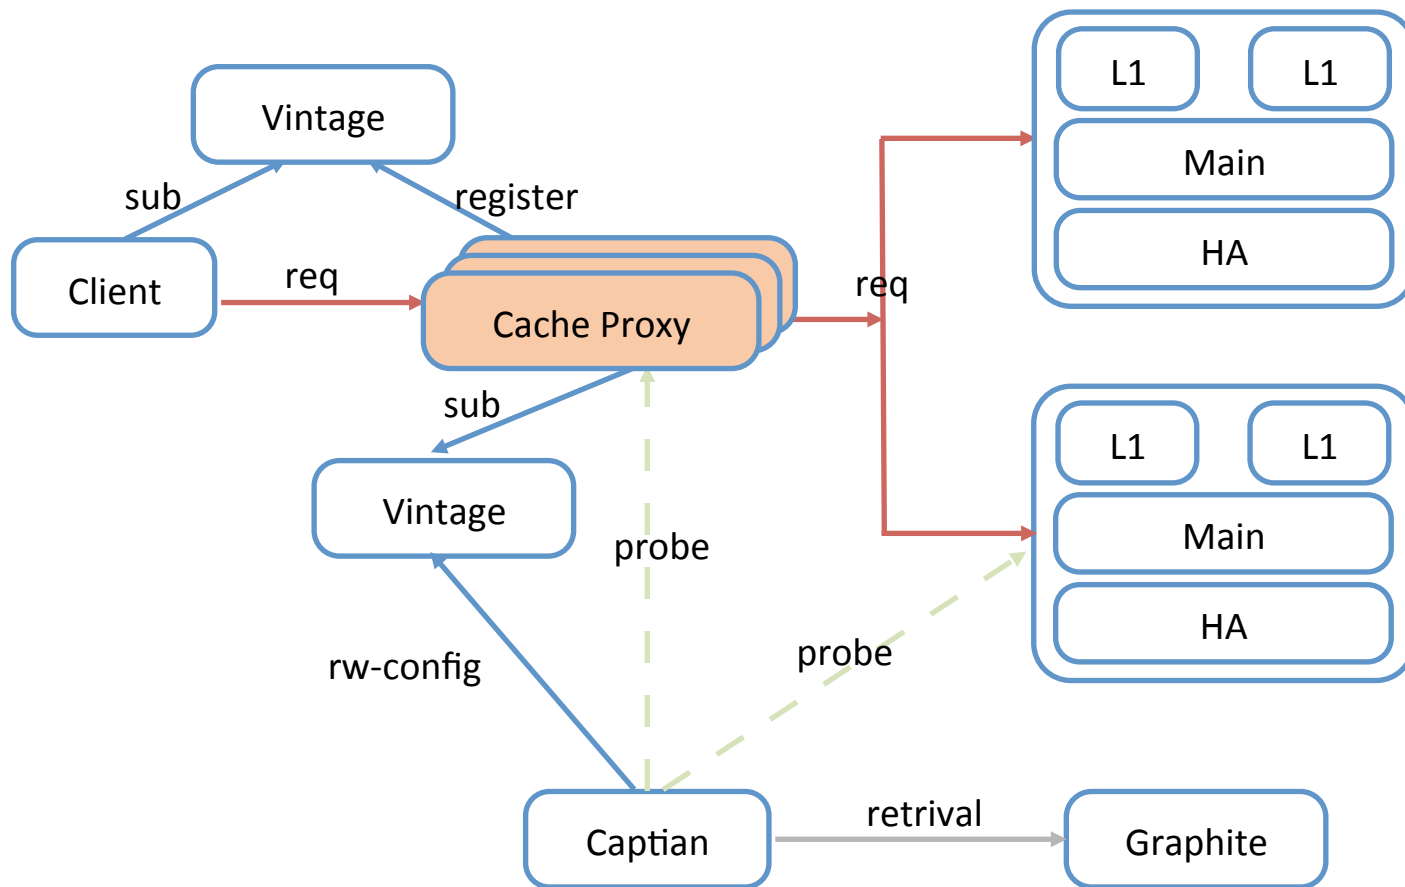 L1
L1
Vintage
Main
sub
register
HA
Client
req
req
Cache Proxy
sub
L1
L1
Vintage
Main
probe
HA
probe
rw-config
retrival
Captian
Graphite